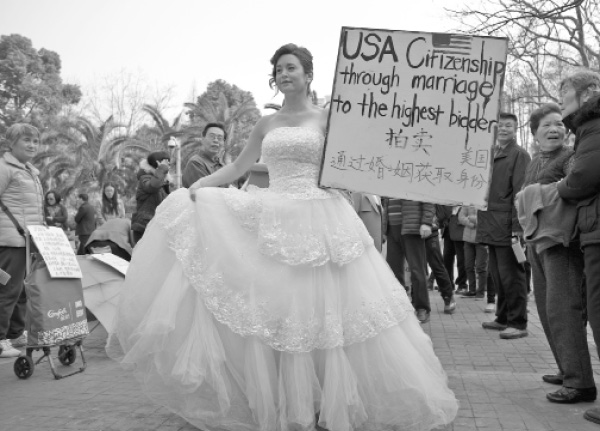 USA Citizenship
through marriage
to the highest bidder
拍卖
美国
通过婚姻获取 身份